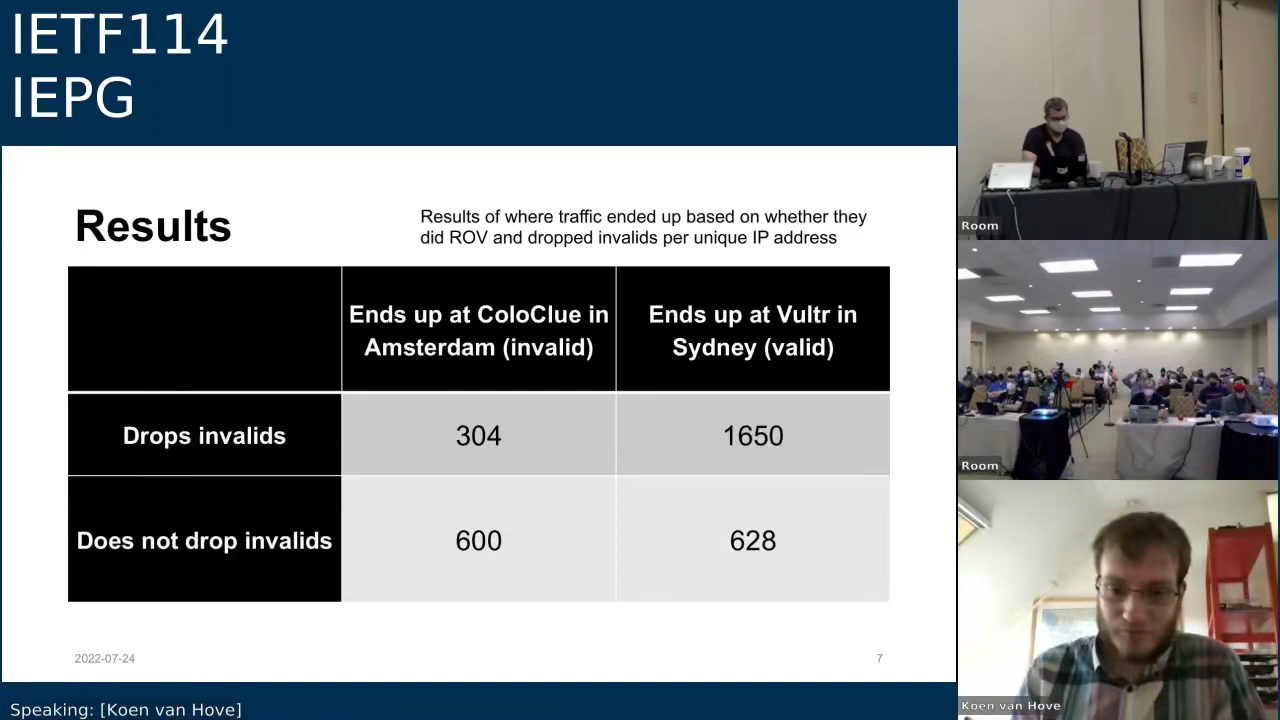 IETF114
IEPG
Results
Results of where traffic ended up based on whether they
did ROV and dropped invalids per unique IP address
Ends up at ColoClue in
Amsterdam (invalid)
Ends up at Vultr in
Sydney (valid)
Drops invalids
304
1650
Does not drop invalids
600
628
2022-07-24
7
Speaking: [Koen van Hove]
Room
Room
Koen van Hove